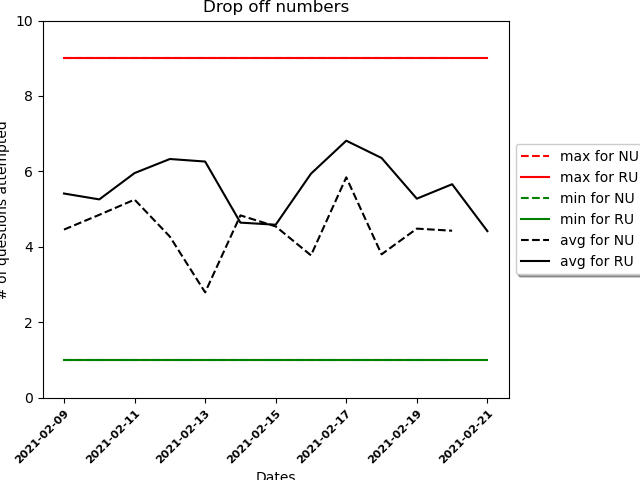 Drop off numbers
10
8
6
4
2
0
# of questions attempted
2021-02-09
2021-02-11
2021-02-13
2021-02-15
2021-02-17
2021-02-19
2021-02-21
Dates
max for NU
max for RU
min for NU
min for RU
avg for NU
avg for RU